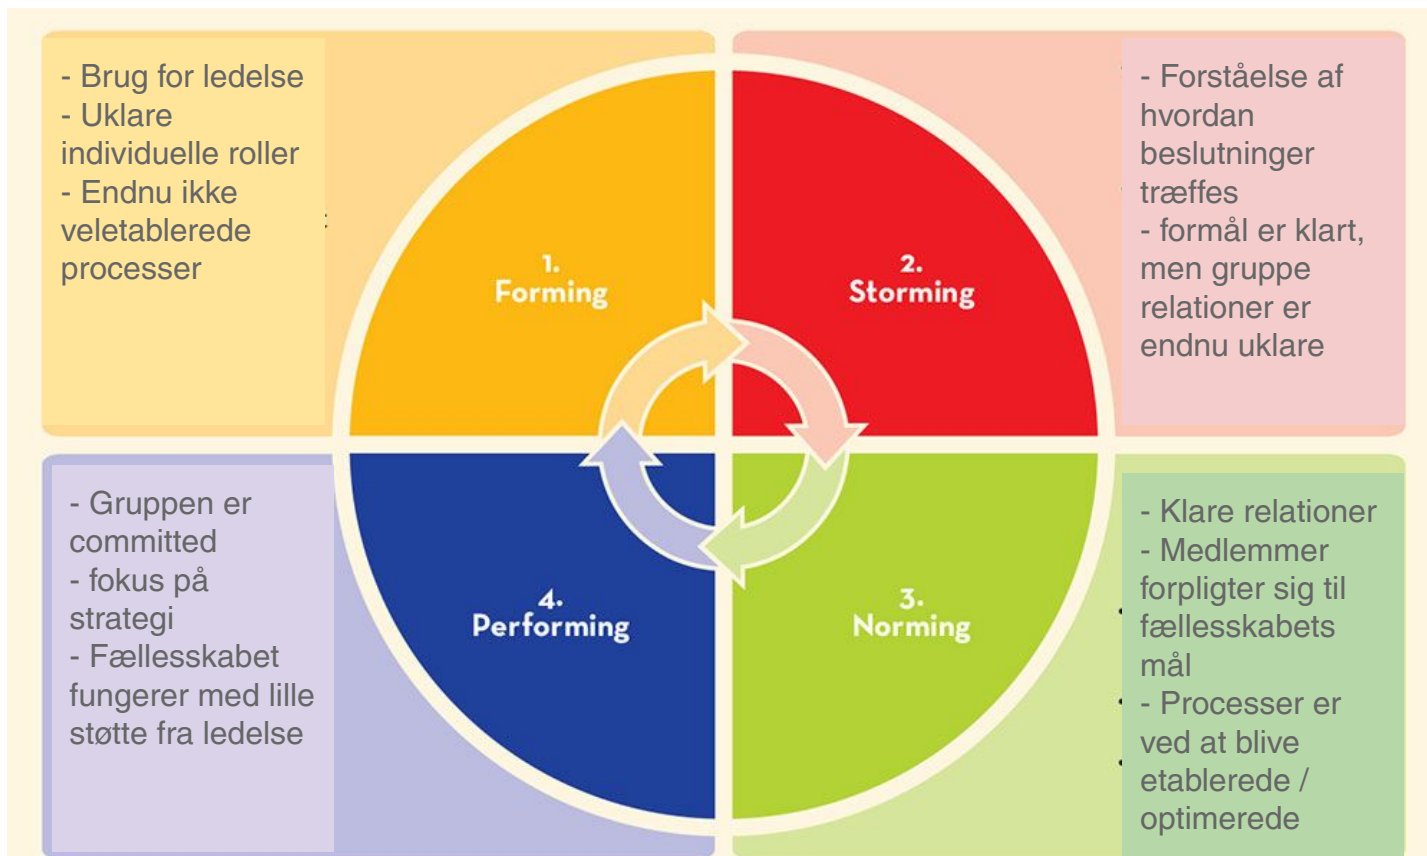 - Brug for ledelse
- Uklare
individuelle roller
- Endnu ikke
veletablerede
processer
1.
Forming
2.
Storming
- Forståelse af
hvordan
beslutninger
træffes
- formål er klart,
men gruppe
relationer er
endnu uklare
- Gruppen er
committed
- fokus på
strategi
- Fællesskabet
fungerer med lille
støtte fra ledelse
4.
Performing
3.
Norming
- Klare relationer
- Medlemmer
forpligter sig til
fællesskabets
mål
- Processer er
ved at blive
etablerede /
optimerede